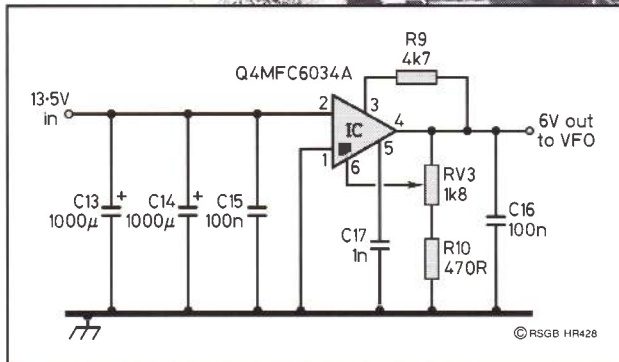 R9
4k7
Q4MFC6034A
13·5V
in
2
3
4
IC
1
6
5
6V out
to VFO
RV3
1k8
C13
1000µ
+
C14
1000µ
+
C15
100n
C17
1n
R10
470R
C16
100n
© RSGB HR428